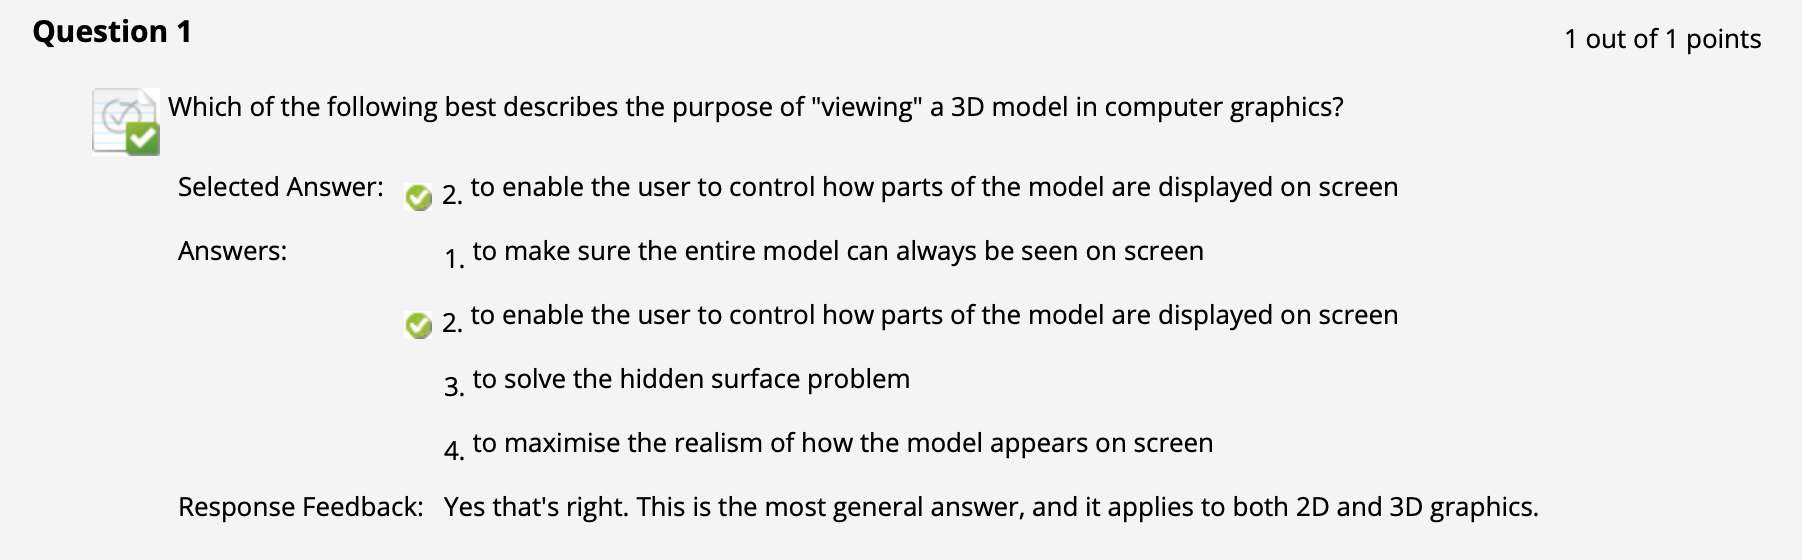 Question 1
1 out of 1 points
Which of the following best describes the purpose of "viewing" a 3D model in computer graphics?
Selected Answer: 2. to enable the user to control how parts of the model are displayed on screen
Answers: 1. to make sure the entire model can always be seen on screen
2. to enable the user to control how parts of the model are displayed on screen
3. to solve the hidden surface problem
4. to maximise the realism of how the model appears on screen
Response Feedback: Yes that's right. This is the most general answer, and it applies to both 2D and 3D graphics.